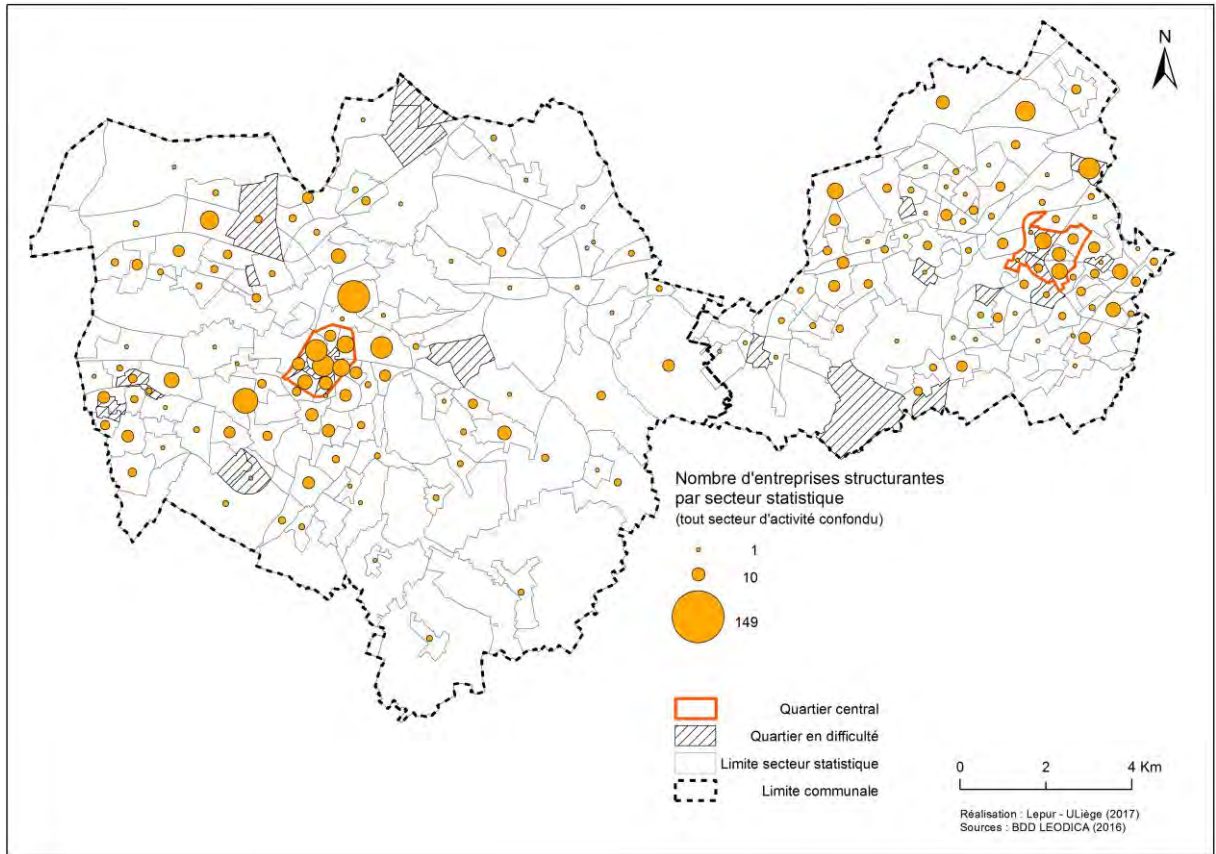 N
Nombre d'entreprises structurantes
par secteur statistique
(tout secteur d'activité confondu)
1
10
149
Quartier central
Quartier en difficulté
Limite secteur statistique
Limite communale
0 2 4 Km
Réalisation : Lepur - ULiège (2017)
Sources : BDD LEODICA (2016)